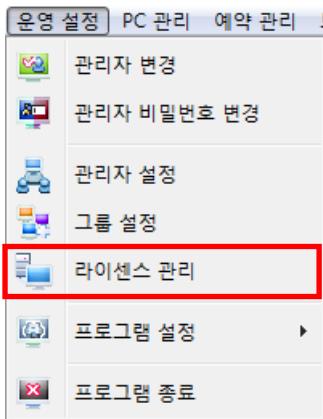 운영 설정 PC 관리 예약 관리
관리자 변경
관리자 비밀번호 변경
관리자 설정
그룹 설정
라이센스 관리
프로그램 설정
프로그램 종료